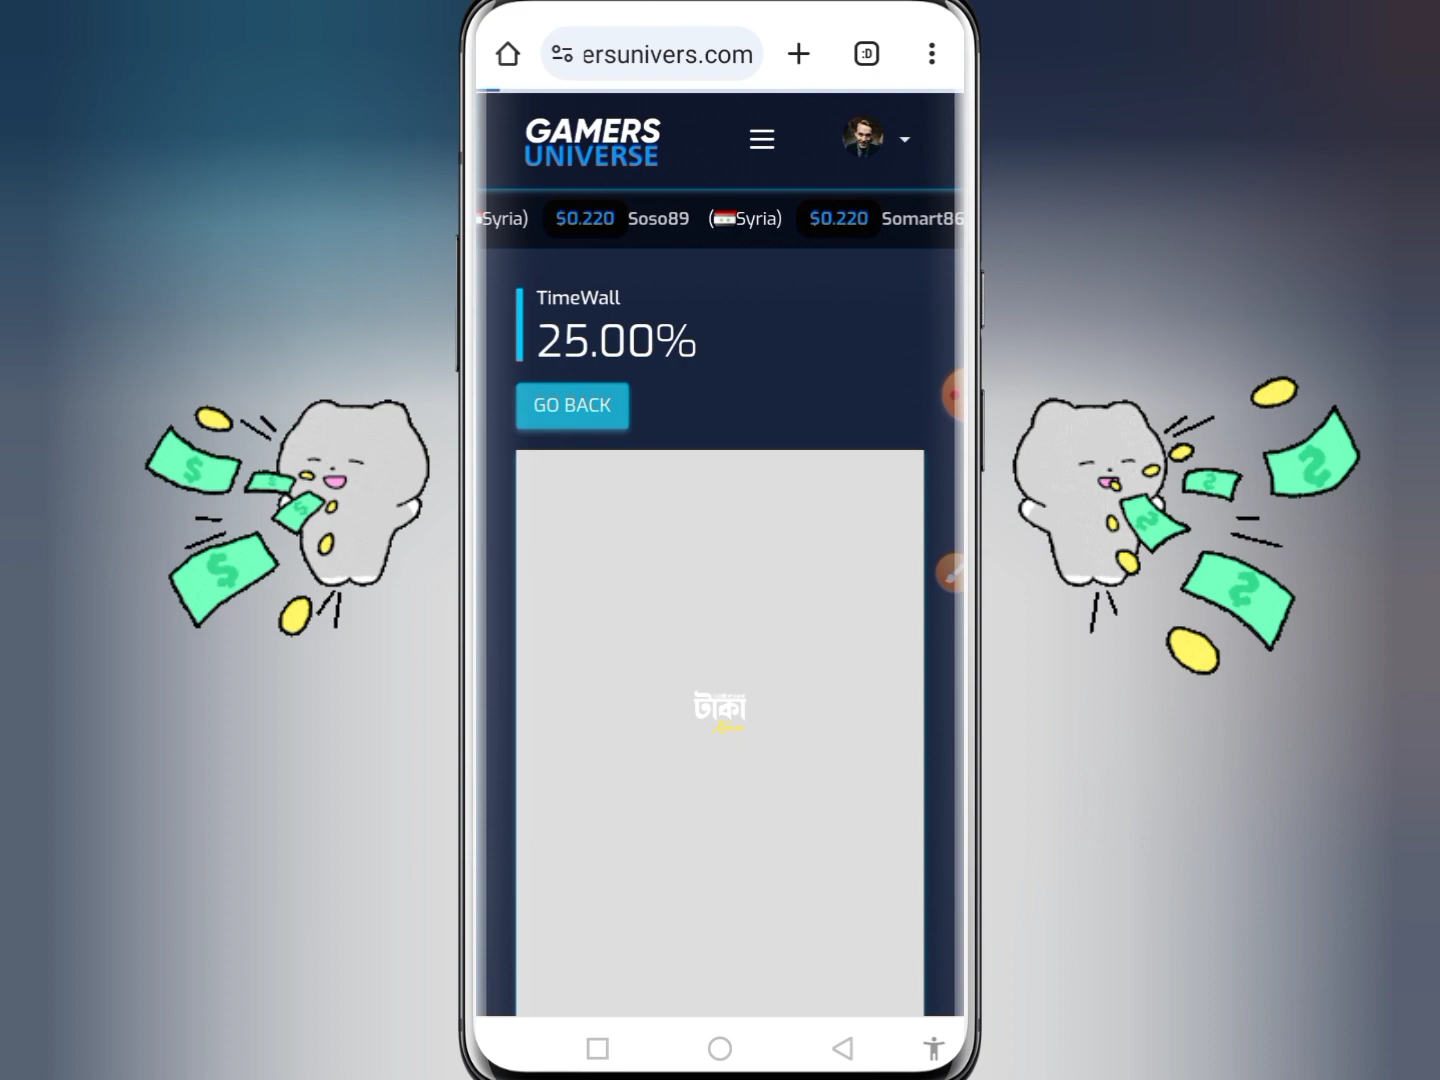 ersunivers.com
:D
GAMERS
UNIVERSE
Syria) $0.220 Soso89 (Syria) $0.220 Somart86
TimeWall
25.00%
GO BACK
টাকা